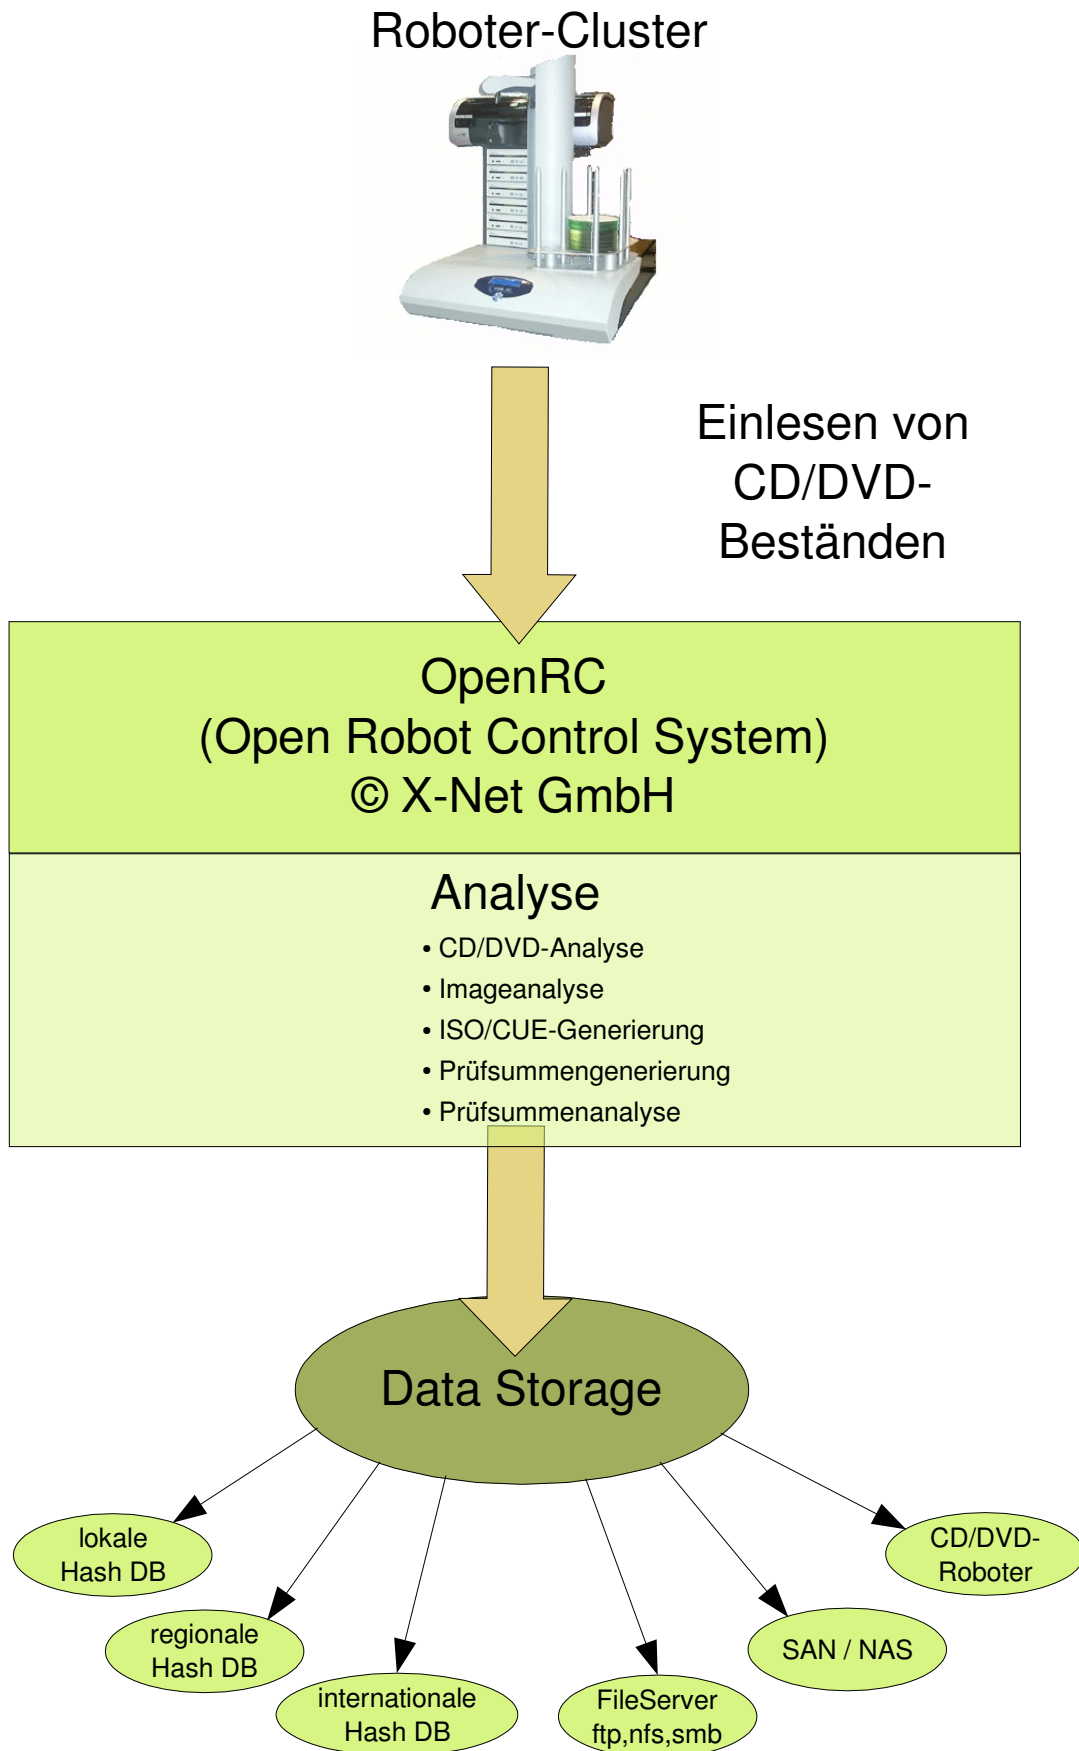 Roboter-Cluster
Einlesen von
CD/DVD-
Beständen
OpenRC
(Open Robot Control System)
© X-Net GmbH
Analyse
• CD/DVD-Analyse
• Imageanalyse
• ISO/CUE-Generierung
• Prüfsummengenerierung
• Prüfsummenanalyse
Data Storage
lokale
Hash DB
regionale
Hash DB
internationale
Hash DB
FileServer
ftp,nfs,smb
SAN / NAS
CD/DVD-
Roboter